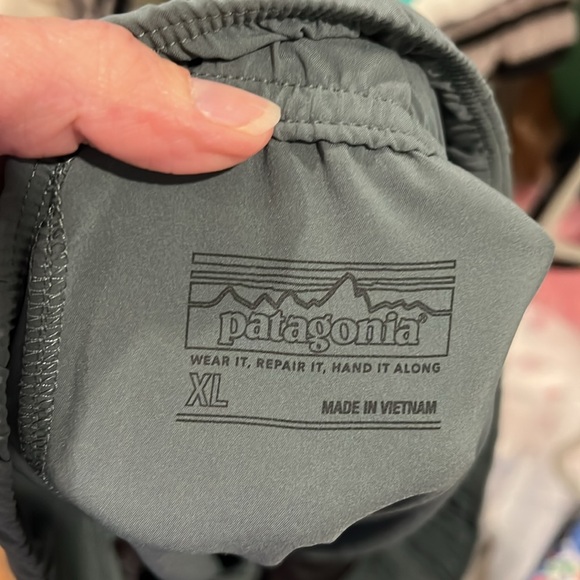 patagonia®
WEAR IT, REPAIR IT, HAND IT ALONG
XL
MADE IN VIETNAM